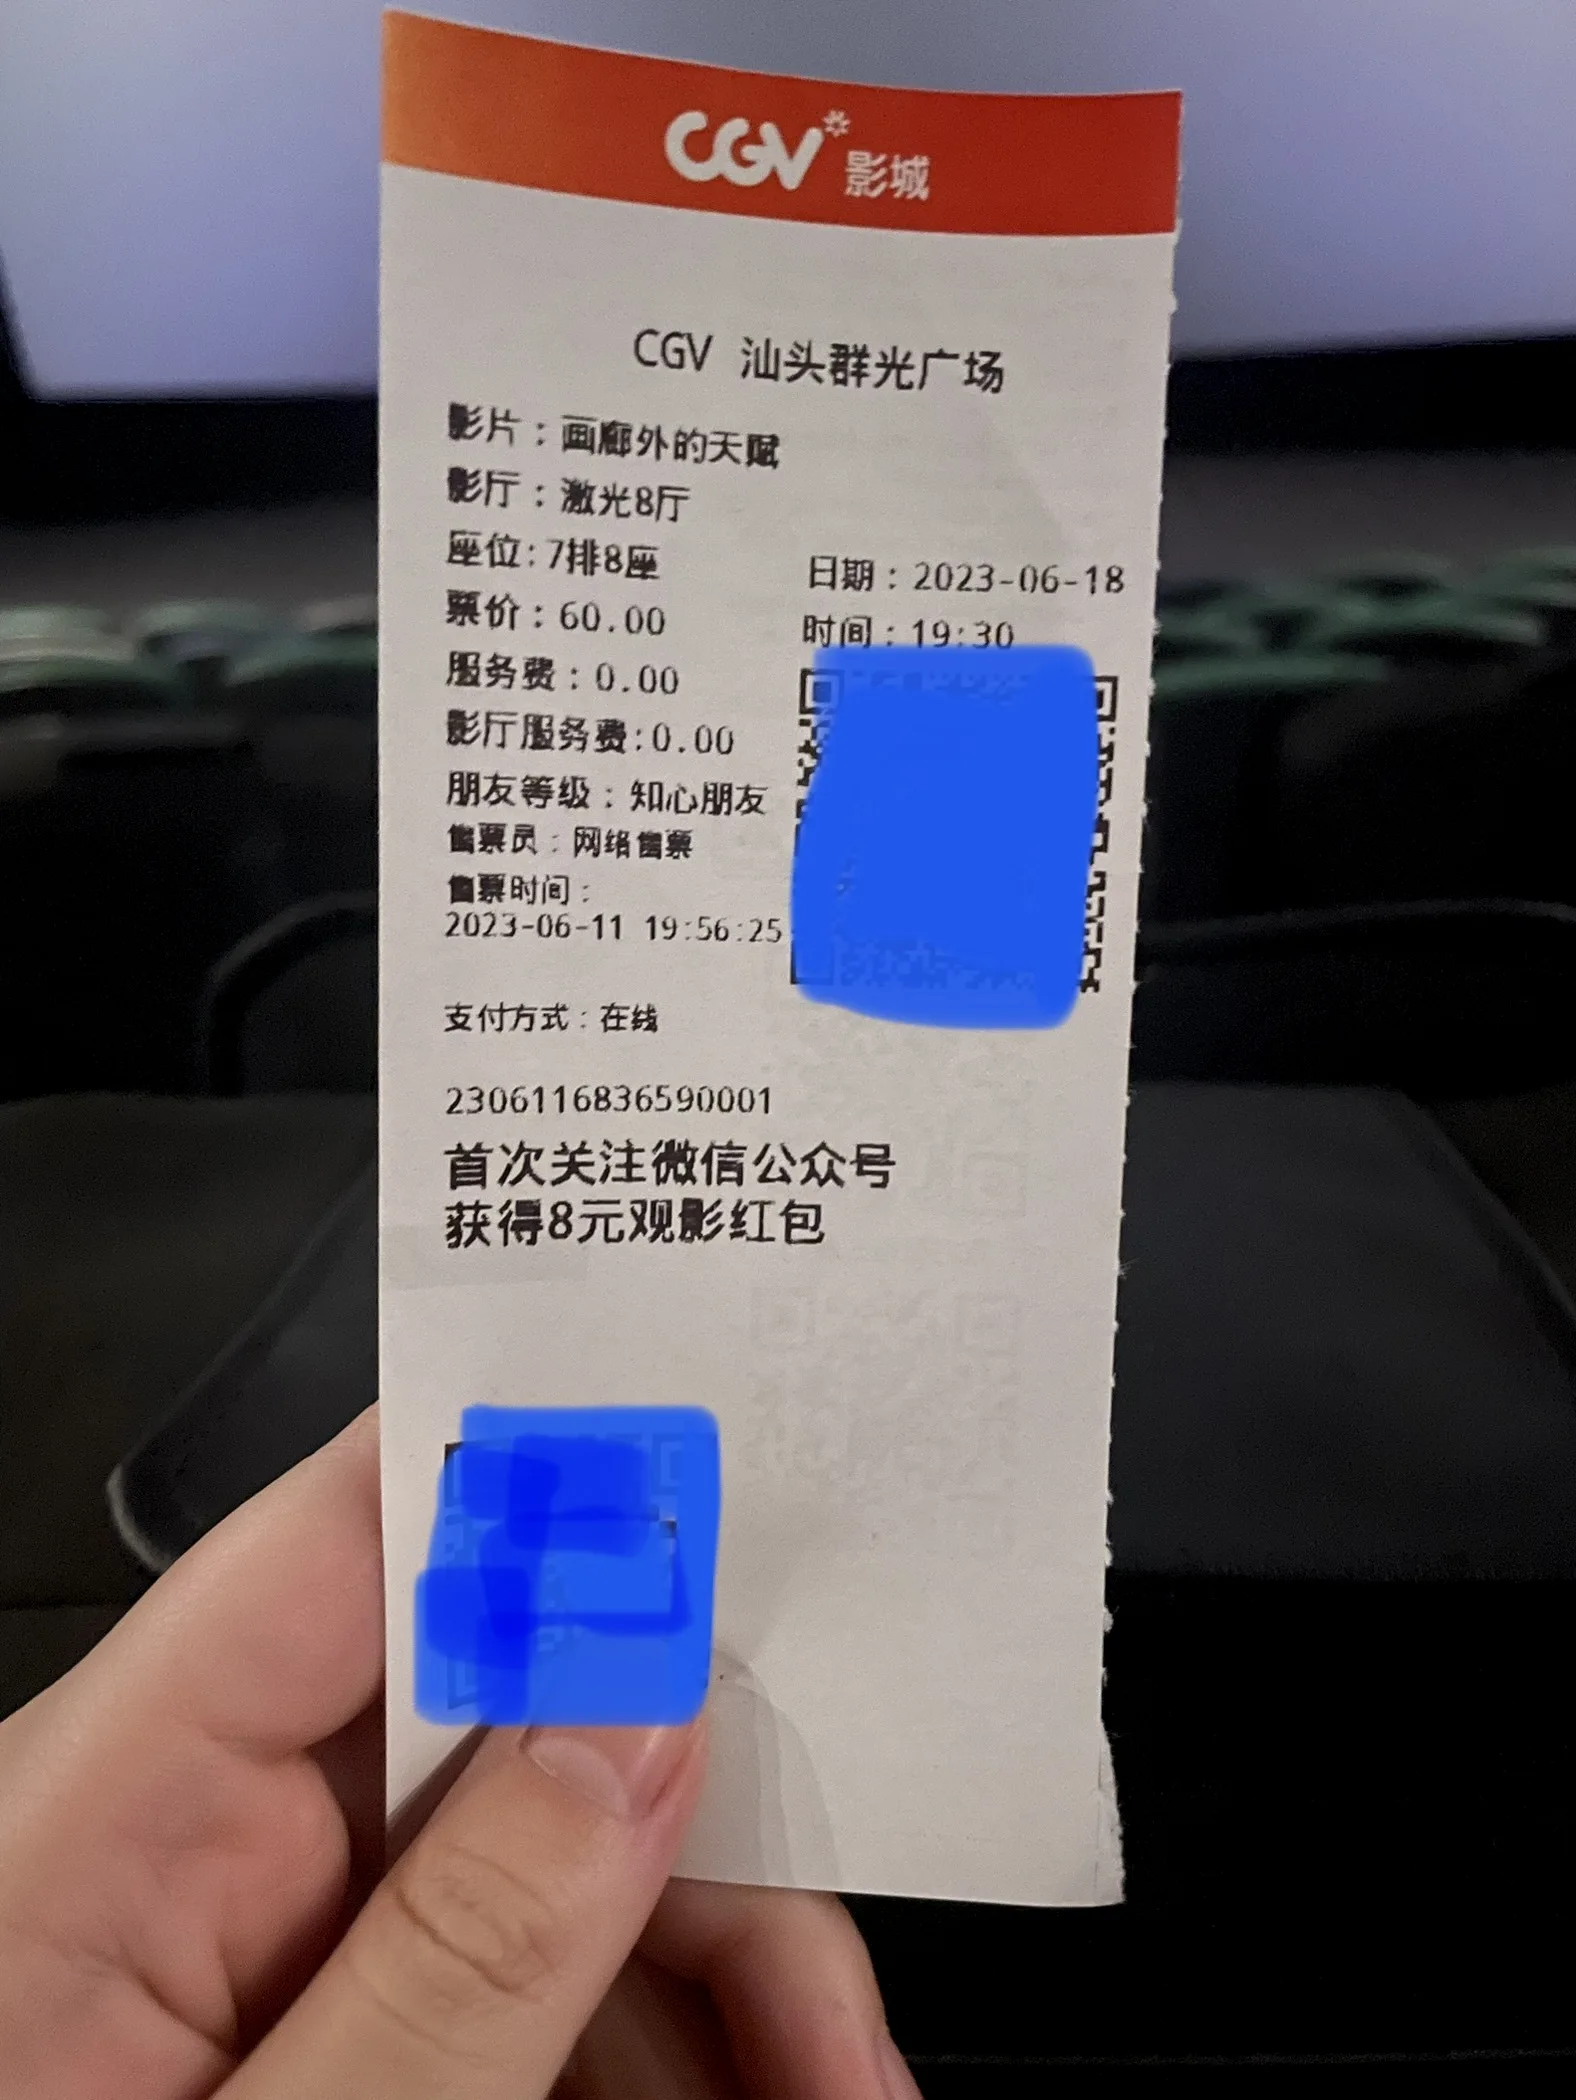 CGV 影城
CGV 汕头群光广场
影片：画廊外的天赋
影厅：激光8厅
座位:7排8座
日期：2023-06-18
票价：60.00
时间：19:30
服务费：0.00
影厅服务费:0.00
朋友等级：知心朋友
售票员：网络售票
售票时间：
2023-06-11 19:56:25
支付方式：在线
2306116836590001
首次关注微信公众号
获得8元观影红包